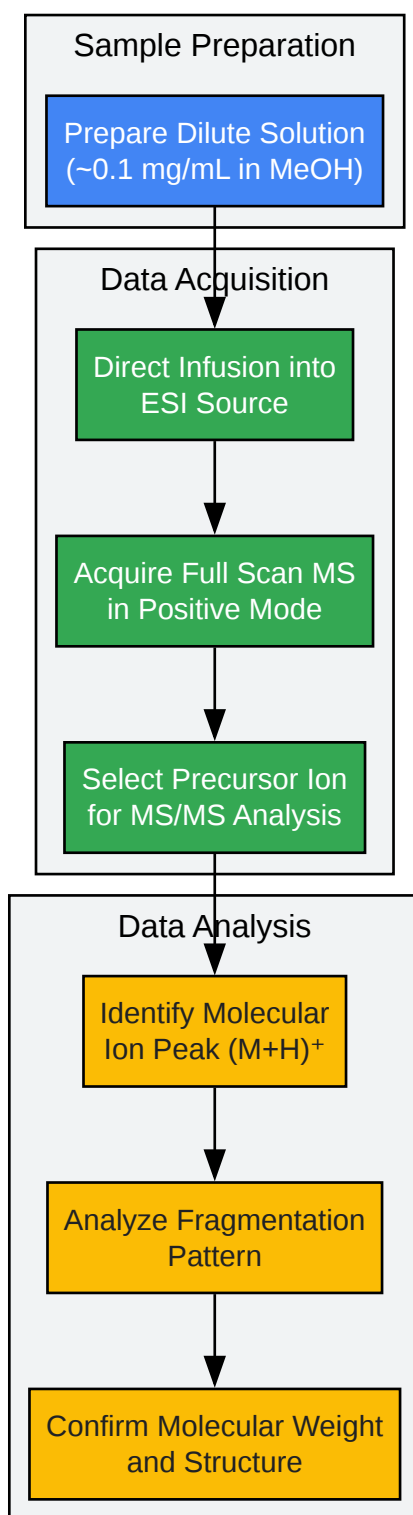 Sample Preparation
Prepare Dilute Solution
(~0.1 mg/mL in MeOH)
Data Acquisition
Direct Infusion into
ESI Source
Acquire Full Scan MS
in Positive Mode
Select Precursor Ion
for MS/MS Analysis
Data Analysis
Identify Molecular
Ion Peak (M+H)⁺
Analyze Fragmentation
Pattern
Confirm Molecular Weight
and Structure